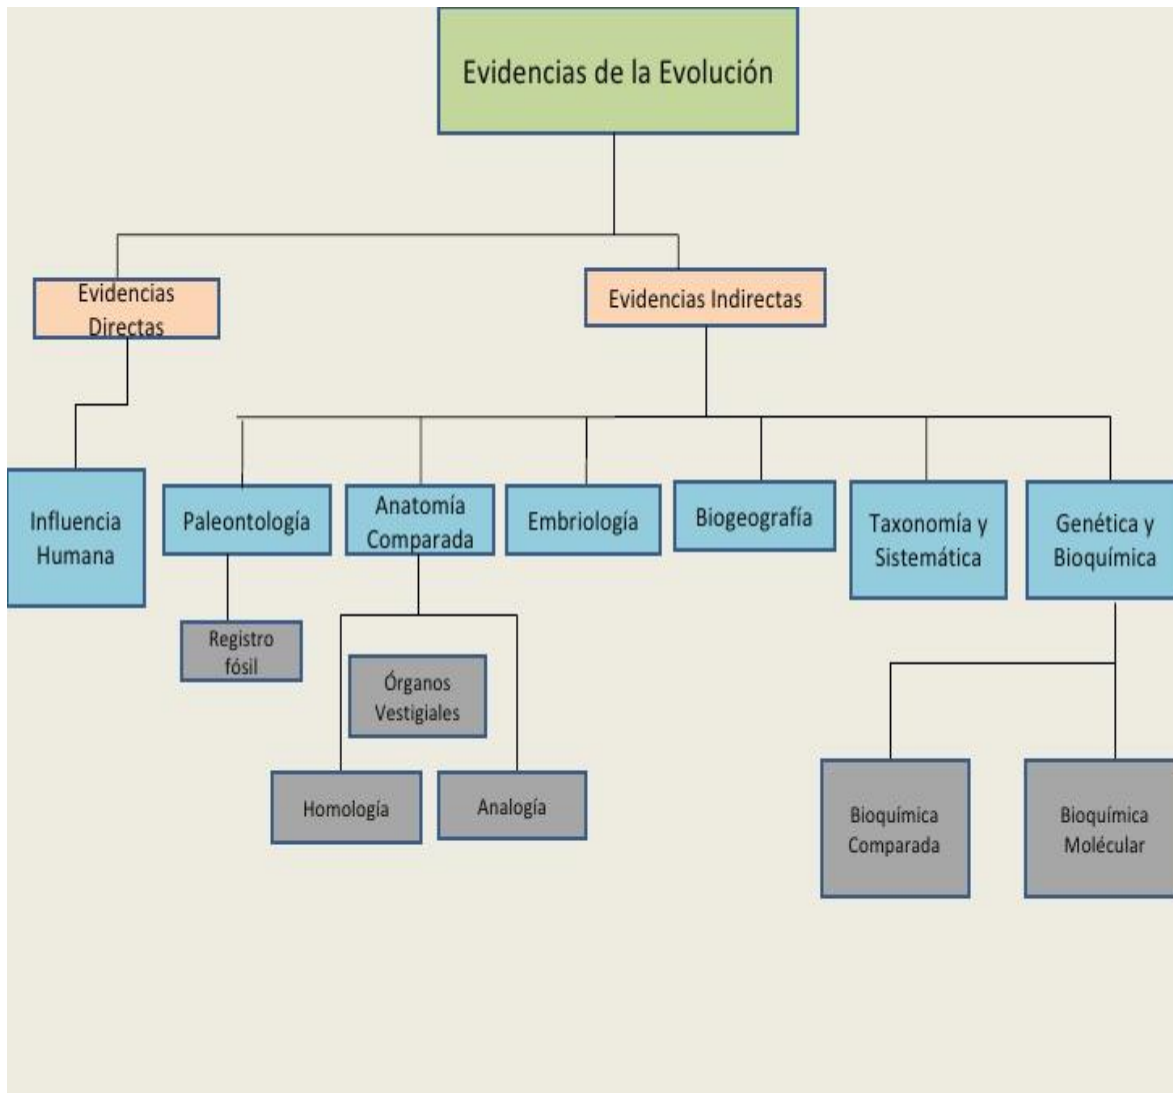 Evidencias de la Evolución
Evidencias
Directas
Evidencias Indirectas
Influencia
Humana
Paleontología
Anatomía
Comparada
Embriología
Biogeografía
Taxonomía y
Sistemática
Genética y
Bioquímica
Registro
fósil
Órganos
Vestigiales
Homología
Analogía
Bioquímica
Comparada
Bioquímica
Molécular